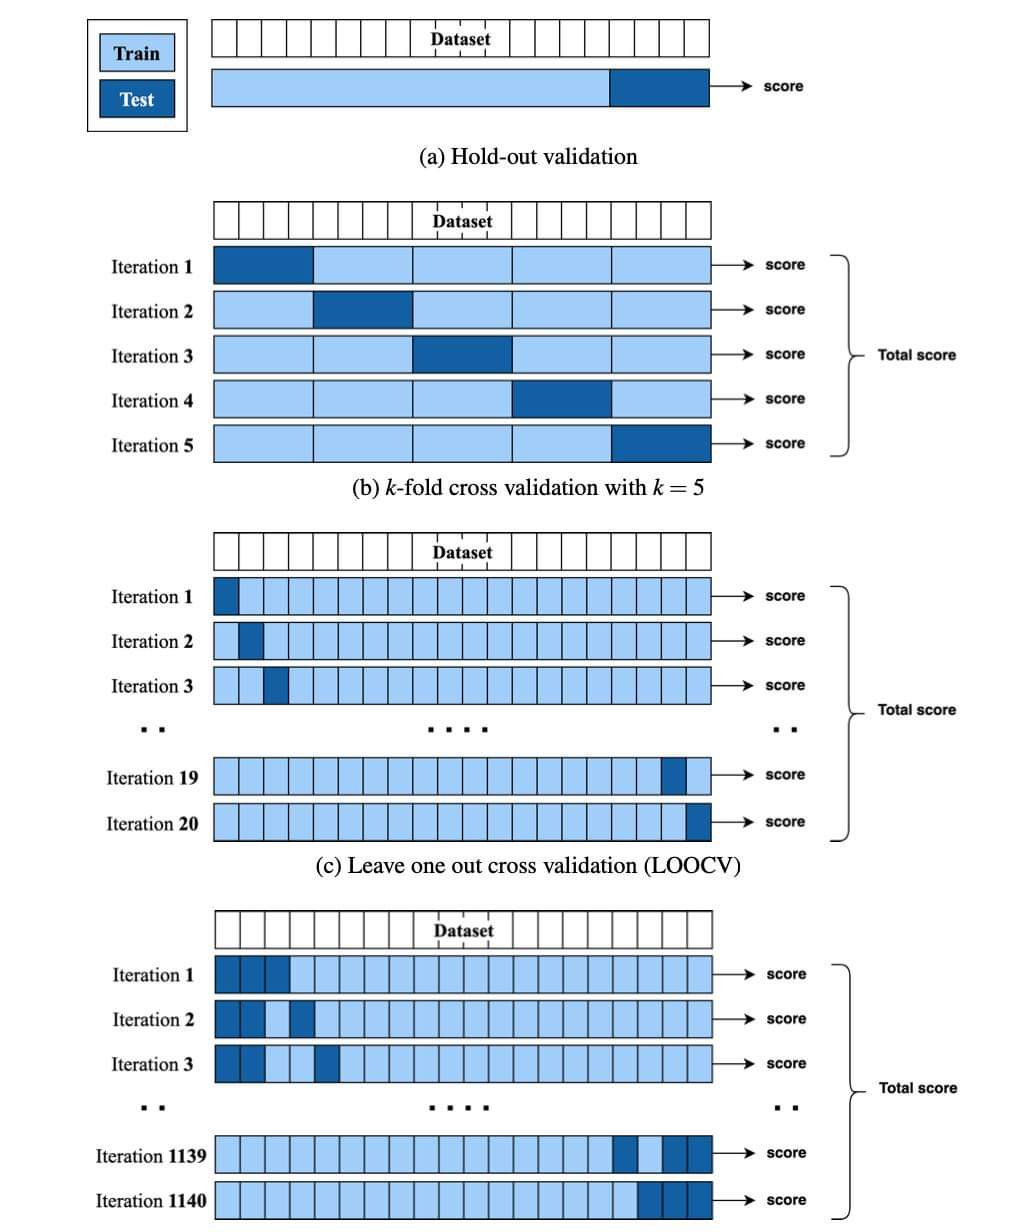 Train
Test
Dataset
score
(a) Hold-out validation
Dataset
Iteration 1
score
Iteration 2
score
Iteration 3
score
Total score
Iteration 4
score
Iteration 5
score
(b) k-fold cross validation with k = 5
Dataset
Iteration 1
score
Iteration 2
score
Iteration 3
score
Total score
. .
. . . .
. .
Iteration 19
score
Iteration 20
score
(c) Leave one out cross validation (LOOCV)
Dataset
Iteration 1
score
Iteration 2
score
Iteration 3
score
Total score
. .
. . . .
. .
Iteration 1139
score
Iteration 1140
score